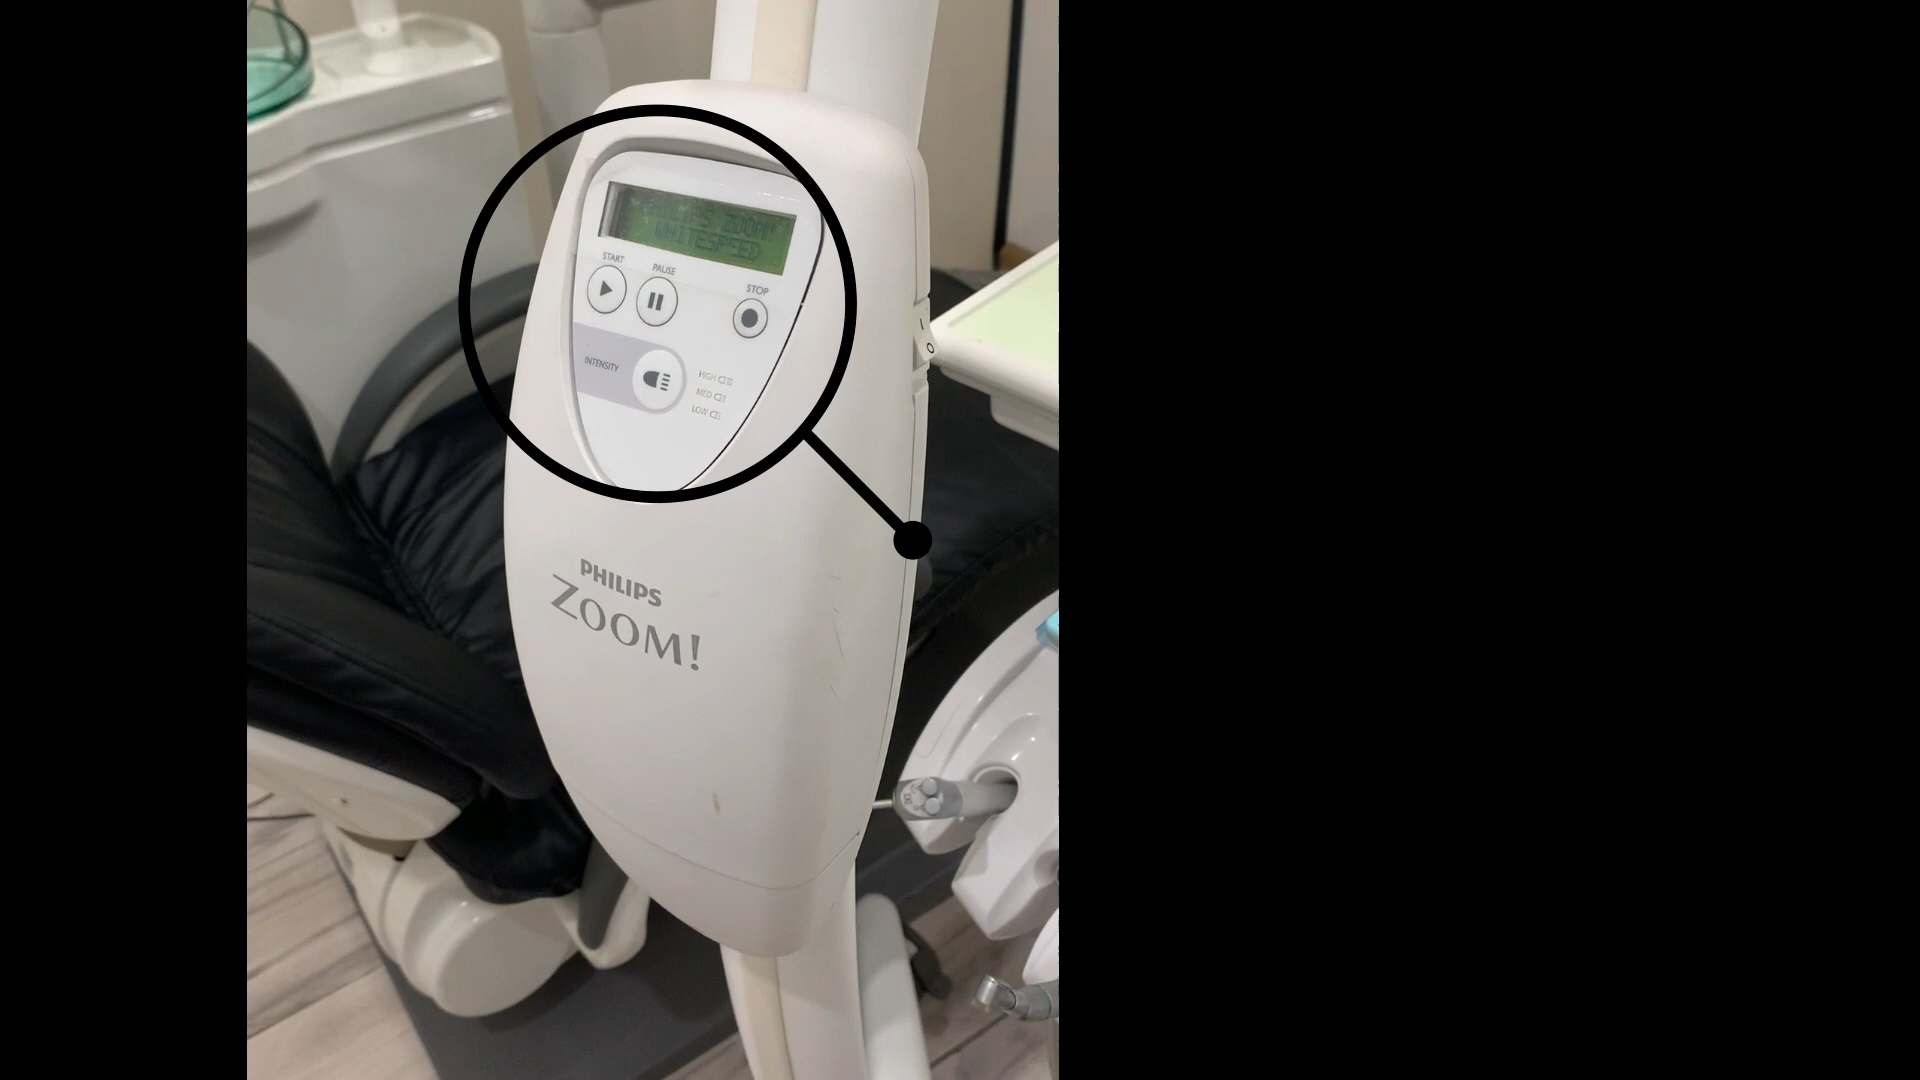 PHILIPS ZOOM!
WHITESPEED
START
PAUSE
STOP
INTENSITY
HIGH
MED
LOW
I
O
PHILIPS
ZOOM!